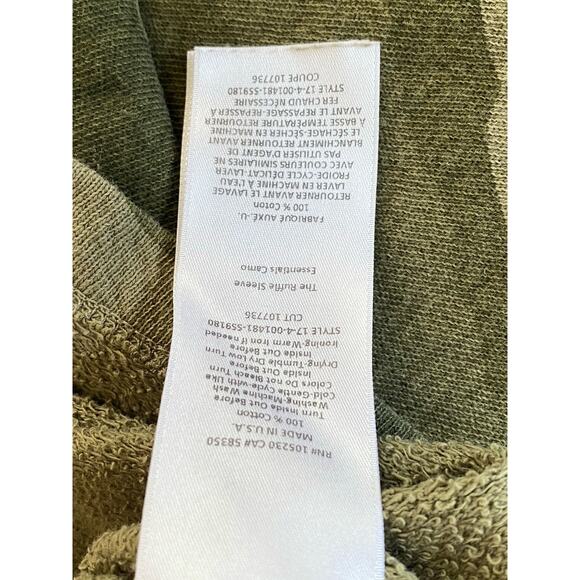 RN# 105230 CA# 58350
MADE IN U.S.A.
100 % Cotton
Turn Inside Out Before
Washing-Machine Wash
Cold-Gentle Cycle-with Like
Colors Do not Bleach Turn
Inside Out Before
Drying-Tumble Dry Low Turn
Inside Out Before
Ironing-Warm Iron if needed
STYLE 17-4-001481-559180
CUT 107736
The Ruffle Sleeve
Essentials Camo
FABRIQUÉ AUXÉ.-U.
100 % Cotton
RETOURNER AVANT LE LAVAGE
LAVER EN MACHINE À L'EAU
FROIDE-CYCLE DÉLICAT-LAVER
AVEC COULEURS SIMILAIRES NE
PAS UTILISER D'AGENT DE
BLANCHIMENT RETOURNER AVANT
LE SÉCHAGE-SÉCHER EN MACHINE
À BASSE TEMPÉRATURE RETOURNER
AVANT LE REPASSAGE-REPASSER À
FER CHAUD NÉCESSAIRE
STYLE 17-4-001481-559180
COUPE 107736